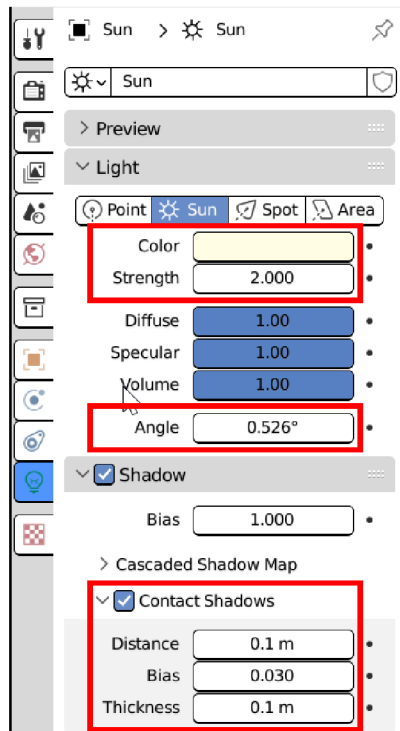 Sun > Sun
Sun
Preview
Light
Point Sun Spot Area
Color
Strength 2.000
Diffuse 1.00
Specular 1.00
Volume 1.00
Angle 0.526°
Shadow
Bias 1.000
Cascaded Shadow Map
Contact Shadows
Distance 0.1 m
Bias 0.030
Thickness 0.1 m